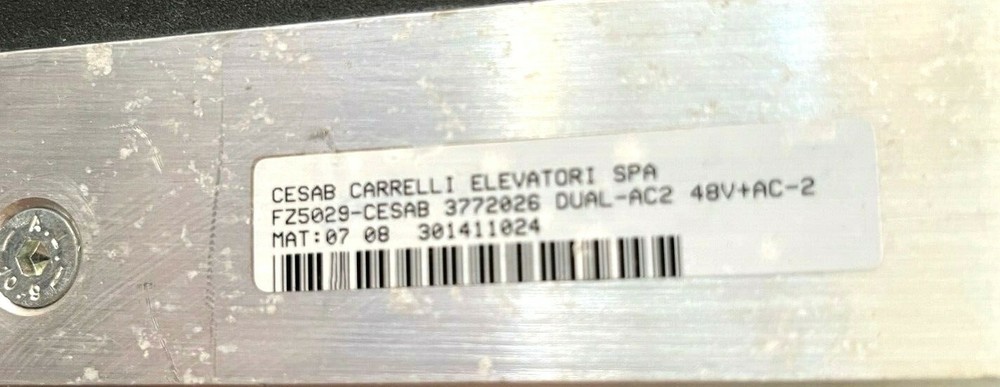 CESAB CARRELLI ELEVATORI SPA
FZ5029-CESAB 3772026 DUAL-AC2 48V+AC-2
MAT:07 08 301411024